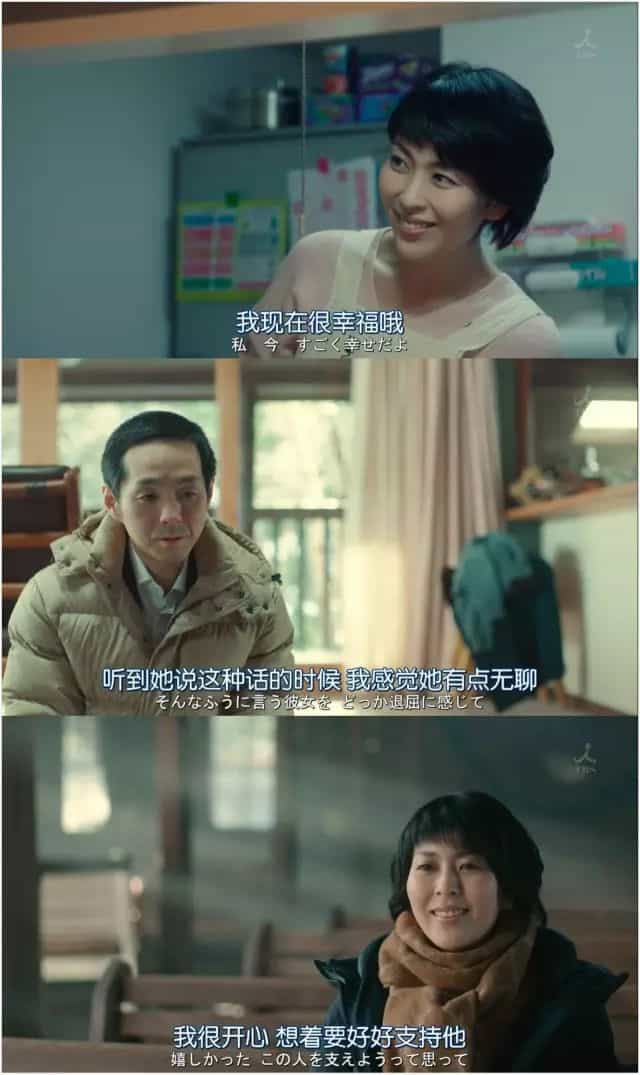 我现在很幸福哦
私 今 すごく幸せだよ
听到她说这种话的时候 我感觉她有点无聊
そんなふうに言う彼女を どっか退屈に感じて
我很开心 想着要好好支持他
嬉しかった この人を支えようって思って